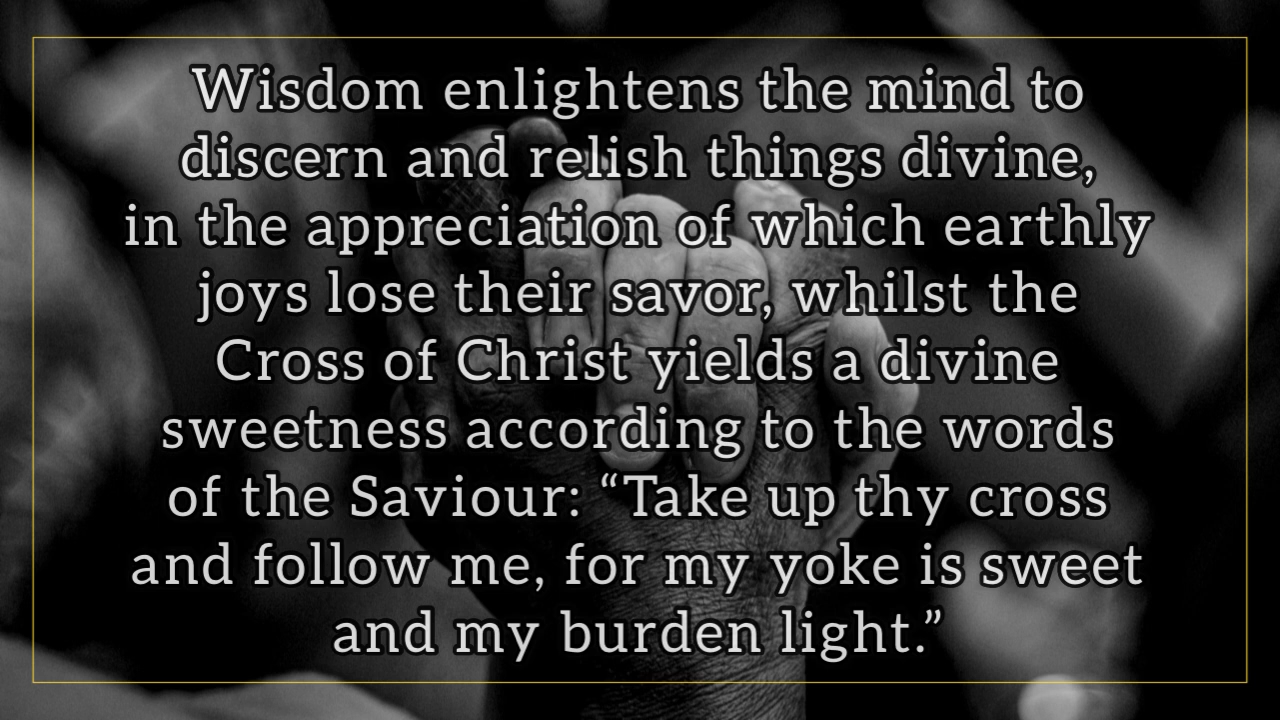 Wisdom enlightens the mind to
discern and relish things divine,
in the appreciation of which earthly
joys lose their savor, whilst the
Cross of Christ yields a divine
sweetness according to the words
of the Saviour: “Take up thy cross
and follow me, for my yoke is sweet
and my burden light.”